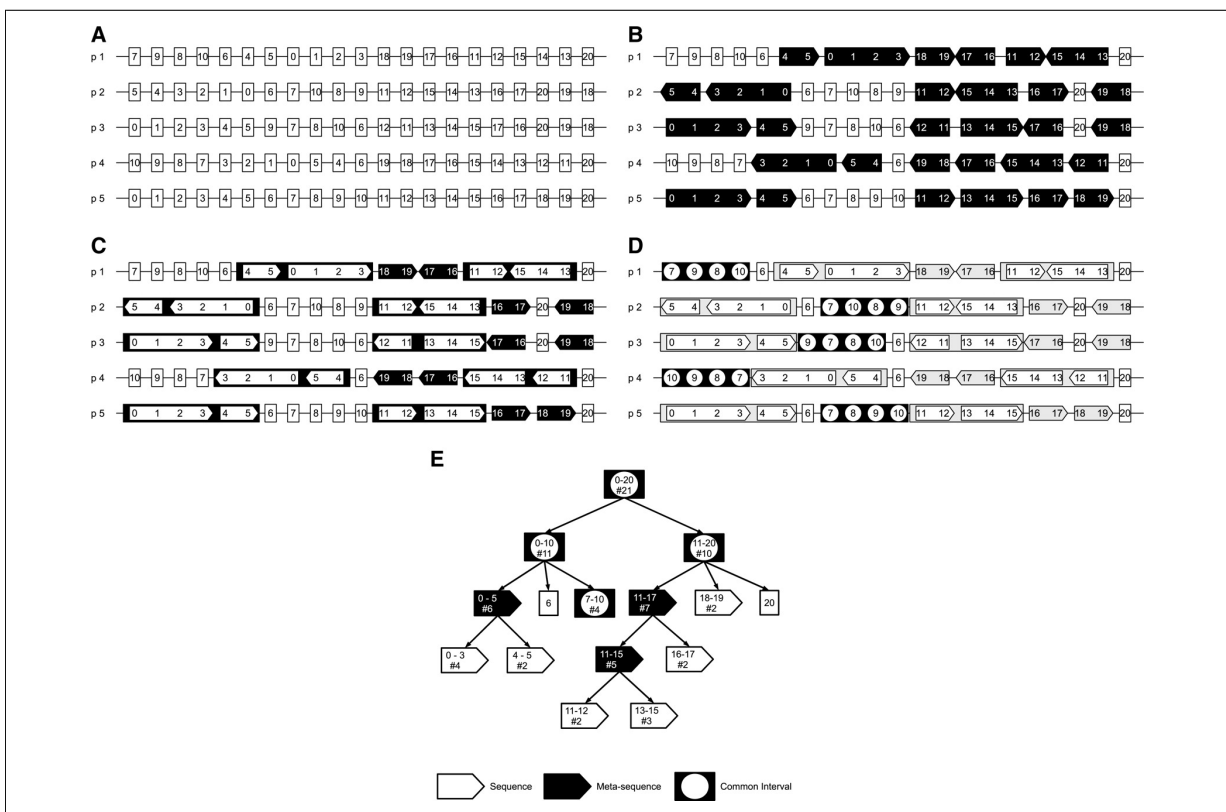 A
p 1 7 9 8 10 6 4 5 0 1 2 3 18 19 17 16 11 12 15 14 13 20
p 2 5 4 3 2 1 0 6 7 10 8 9 11 12 15 14 13 16 17 20 19 18
p 3 0 1 2 3 4 5 9 7 8 10 6 12 11 13 14 15 17 16 20 19 18
p 4 10 9 8 7 3 2 1 0 5 4 6 19 18 17 16 15 14 13 12 11 20
p 5 0 1 2 3 4 5 6 7 8 9 10 11 12 13 14 15 16 17 18 19 20
B
p 1 7 9 8 10 6 4 5 0 1 2 3 18 19 17 16 11 12 15 14 13 20
p 2 5 4 3 2 1 0 6 7 10 8 9 11 12 15 14 13 16 17 20 19 18
p 3 0 1 2 3 4 5 9 7 8 10 6 12 11 13 14 15 17 16 20 19 18
p 4 10 9 8 7 3 2 1 0 5 4 6 19 18 17 16 15 14 13 12 11 20
p 5 0 1 2 3 4 5 6 7 8 9 10 11 12 13 14 15 16 17 18 19 20
C
p 1 7 9 8 10 6 4 5 0 1 2 3 18 19 17 16 11 12 15 14 13 20
p 2 5 4 3 2 1 0 6 7 10 8 9 11 12 15 14 13 16 17 20 19 18
p 3 0 1 2 3 4 5 9 7 8 10 6 12 11 13 14 15 17 16 20 19 18
p 4 10 9 8 7 3 2 1 0 5 4 6 19 18 17 16 15 14 13 12 11 20
p 5 0 1 2 3 4 5 6 7 8 9 10 11 12 13 14 15 16 17 18 19 20
D
p 1 7 9 8 10 6 4 5 0 1 2 3 18 19 17 16 11 12 15 14 13 20
p 2 5 4 3 2 1 0 6 7 10 8 9 11 12 15 14 13 16 17 20 19 18
p 3 0 1 2 3 4 5 9 7 8 10 6 12 11 13 14 15 17 16 20 19 18
p 4 10 9 8 7 3 2 1 0 5 4 6 19 18 17 16 15 14 13 12 11 20
p 5 0 1 2 3 4 5 6 7 8 9 10 11 12 13 14 15 16 17 18 19 20
E
0-20
#21
0-10
#11
11-20
#10
0 - 5
#6
6
7-10
#4
11-17
#7
18-19
#2
20
0 - 3
#4
4 - 5
#2
11-15
#5
16-17
#2
11-12
#2
13-15
#3
Sequence
Meta-sequence
Common Interval